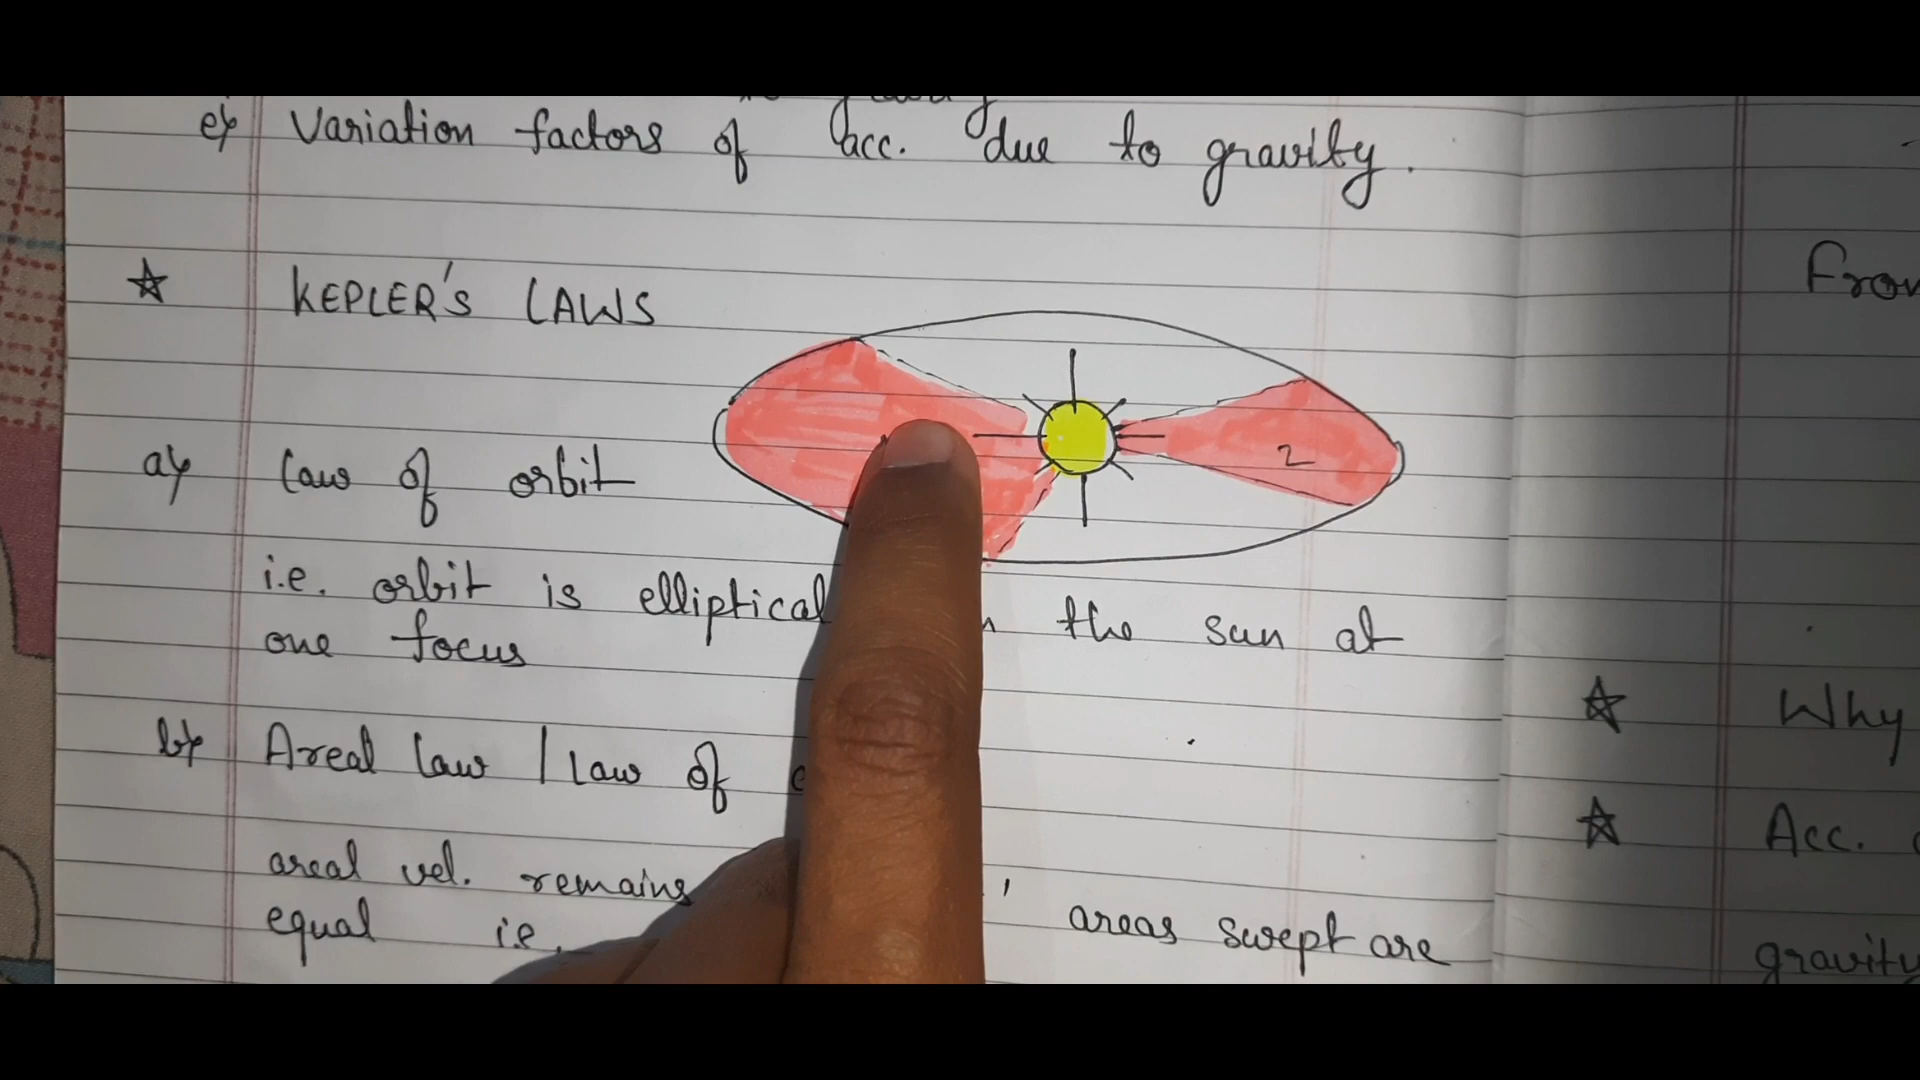 e) Variation factors of acc. due to gravity.
☆ KEPLER'S LAWS
2
a) Law of orbit
i.e. orbit is elliptical the sun at
one focus
b) Areal law / law of
areal vel. remains , areas swept are
equal i.e.
From
☆ Why
☆ Acc.
gravity